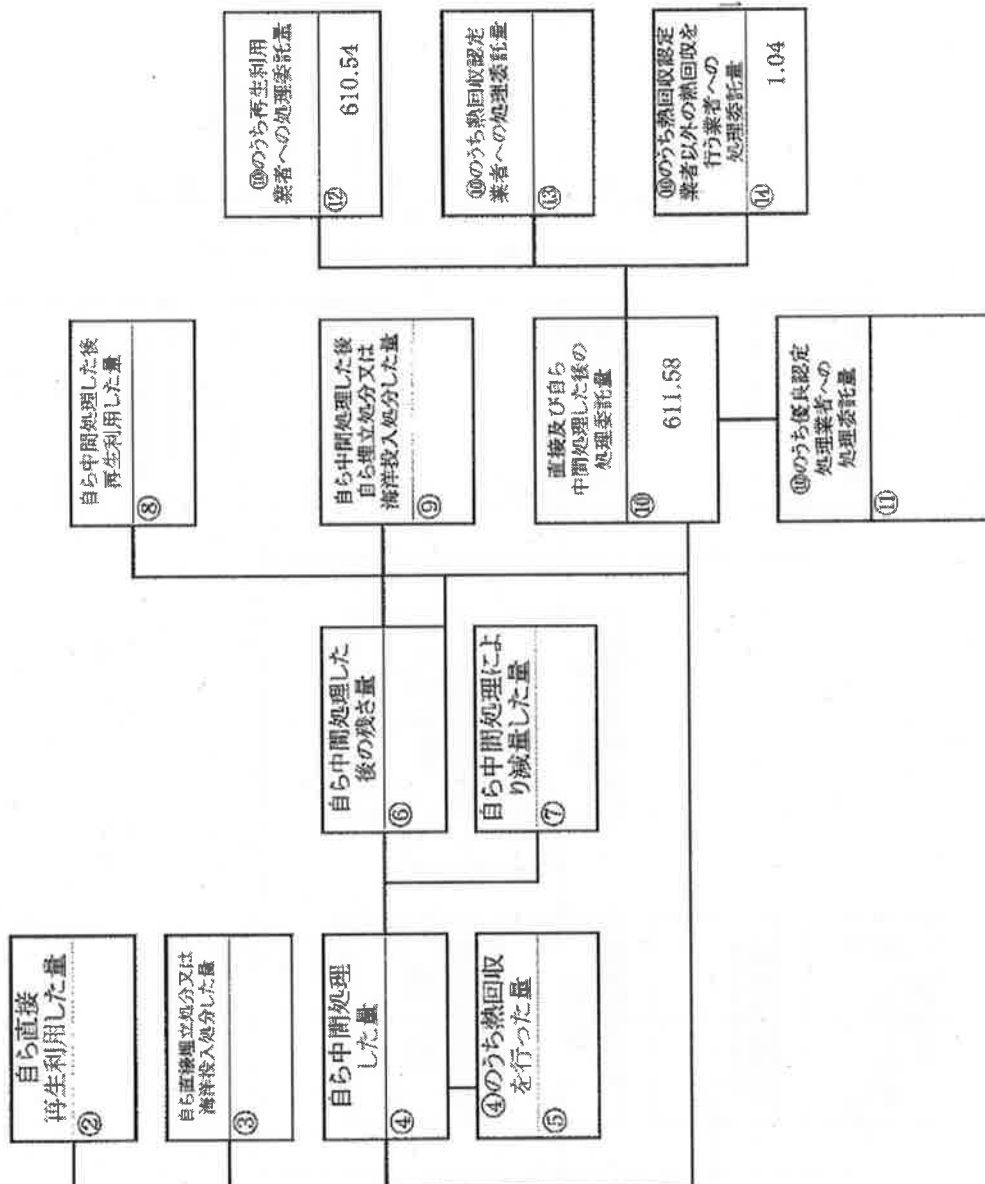 自ら直接
再生利用した量
②
自ら直接埋立処分又は
海洋投入処分した量
③
自ら中間処理
した量
④
④のうち熱回収
を行った量
⑤
自ら中間処理した
後の残さ量
⑥
自ら中間処理によ
り減量した量
⑦
自ら中間処理した後
再生利用した量
⑧
自ら中間処理した後
自ら埋立処分又は
海洋投入処分した量
⑨
直接及び自ら
中間処理した後の
処理委託量
⑩
611.58
⑩のうち優良認定
処理業者への
処理委託量
⑪
⑩のうち再生利用
業者への処理委託量
⑫
610.54
⑩のうち熱回収認定
業者への処理委託量
⑬
⑩のうち熱回収認定
業者以外の熱回収を
行う業者への
処理委託量
⑭
1.04